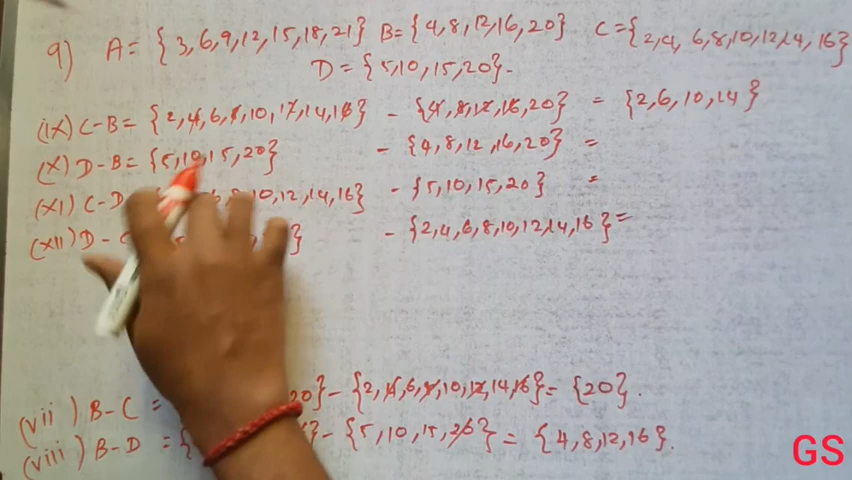 9) A = {3,6,9,12,15,18,21} B = {4,8,12,16,20} C = {2,4,6,8,10,12,14,16}
D = {5,10,15,20}.
(ix) C-B = {2,4,6,8,10,12,14,16} - {4,8,12,16,20} = {2,6,10,14}
(X) D-B = {5,10,15,20} - {4,8,12,16,20} =
(XI) C-D 10,12,14,16} - {5,10,15,20} =
(XII) D- } - {2,4,6,8,10,12,14,16} =
(vii) B-C = 20} - {2,4,6,8,10,12,14,16} = {20}.
(viii) B-D = { } - {5,10,15,20} = {4,8,12,16}.
GS